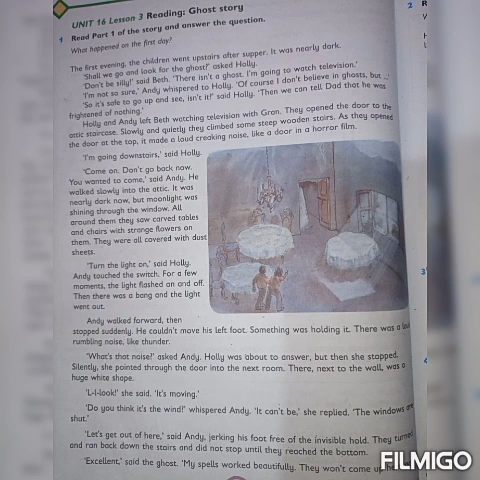 UNIT 16 Lesson 3 Reading: Ghost story
1 Read Part 1 of the story and answer the question.
What happened on the first day?
The first evening, the children went upstairs after supper. It was nearly dark.
'Shall we go and look for the ghost?' asked Holly.
'Don't be silly!' said Beth. 'There isn't a ghost. I'm going to watch television.'
'I'm not so sure,' Andy whispered to Holly. 'Of course I don't believe in ghosts, but ...'
'So it's safe to go up and see, isn't it!' said Holly. 'Then we can tell Dad that he was
frightened of nothing.'
Holly and Andy left Beth watching television with Gran. They opened the door to the
attic staircase. Slowly and quietly they climbed some steep wooden stairs. As they opened
the door at the top, it made a loud creaking noise, like a door in a horror film.
'I'm going downstairs,' said Holly.
'Come on. Don't go back now.
You wanted to come,' said Andy. He
walked slowly into the attic. It was
nearly dark now, but moonlight was
shining through the window. All
around them they saw carved tables
and chairs with strange flowers on
them. They were all covered with dust
sheets.
'Turn the light on,' said Holly.
Andy touched the switch. For a few
moments, the light flashed on and off.
Then there was a bang and the light
went out.
Andy walked forward, then
stopped suddenly. He couldn't move his left foot. Something was holding it. There was a
rumbling noise, like thunder.
'What's that noise?' asked Andy. Holly was about to answer, but then she stopped.
Silently, she pointed through the door into the next room. There, next to the wall, was a
huge white shape.
'L-l-look!' she said. 'It's moving.'
'Do you think it's the wind?' whispered Andy. 'It can't be,' she replied. 'The windows are
shut.'
'Let's get out of here,' said Andy, jerking his foot free of the invisible hold. They turned
and ran back down the stairs and did not stop until they reached the bottom.
'Excellent,' said the ghost. 'My spells worked beautifully. They won't come up
2
3
4
FILMIGO